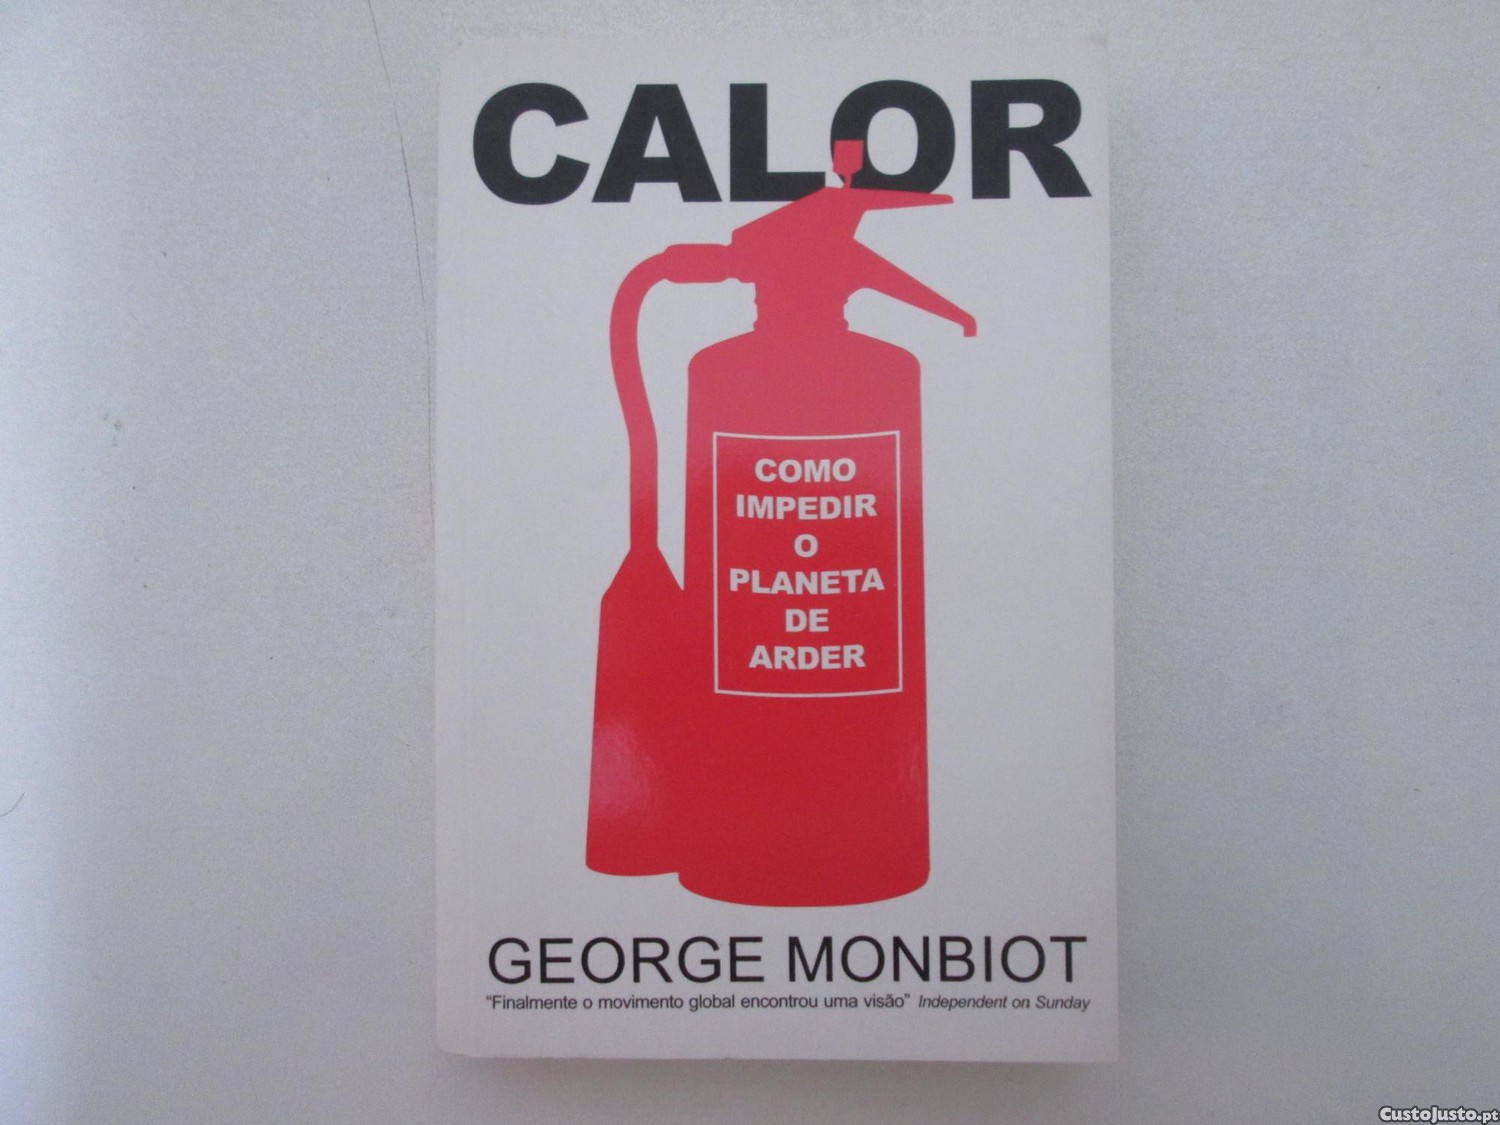 CALOR
COMO
IMPEDIR
O
PLANETA
DE
ARDER
GEORGE MONBIOT
"Finalmente o movimento global encontrou uma visão" Independent on Sunday
CustoJusto.pt